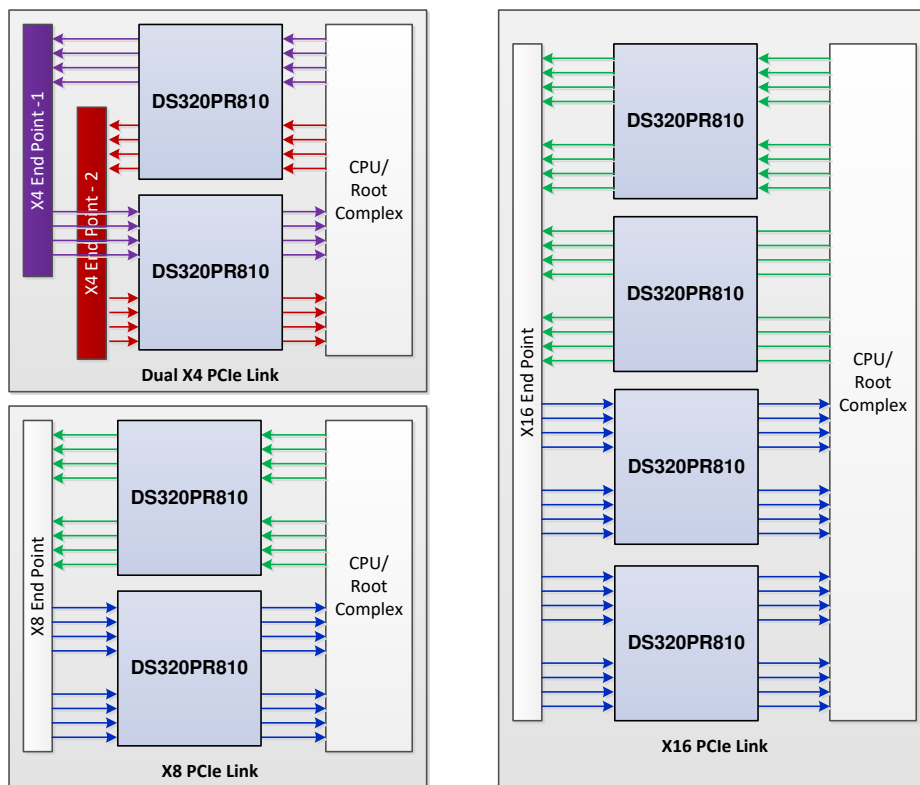 DS320PR810
X4 End Point -1
X4 End Point - 2
CPU/
Root
Complex
DS320PR810
Dual X4 PCIe Link
DS320PR810
X8 End Point
CPU/
Root
Complex
DS320PR810
X8 PCIe Link
DS320PR810
DS320PR810
X16 End Point
CPU/
Root
Complex
DS320PR810
DS320PR810
X16 PCIe Link